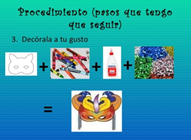 Procedimiento (pasos que tengo
que seguir)
3. Decórala a tu gusto
+ + +
=